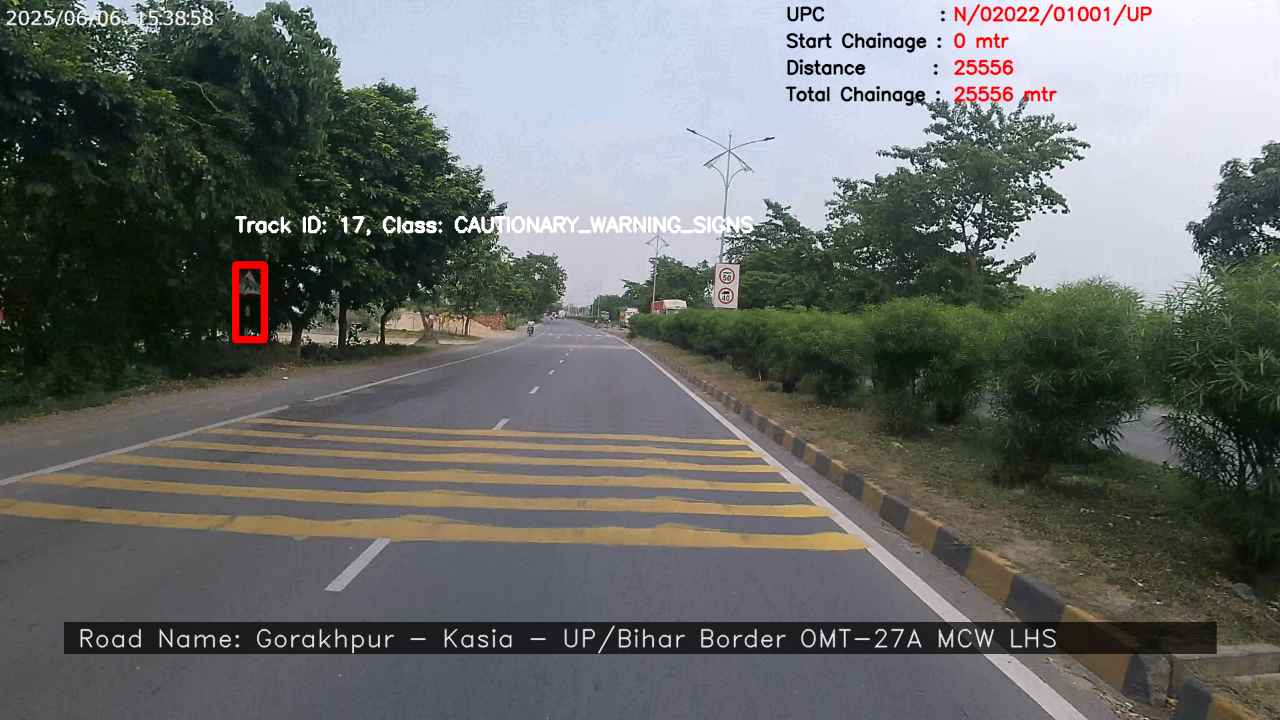 2025/06/06, 15:38:58
UPC : N/02022/01001/UP
Start Chainage : 0 mtr
Distance : 25556
Total Chainage : 25556 mtr
Track ID: 17, Class: CAUTIONARY_WARNING_SIGNS
50
40
Road Name: Gorakhpur - Kasia - UP/Bihar Border OMT-27A MCW LHS